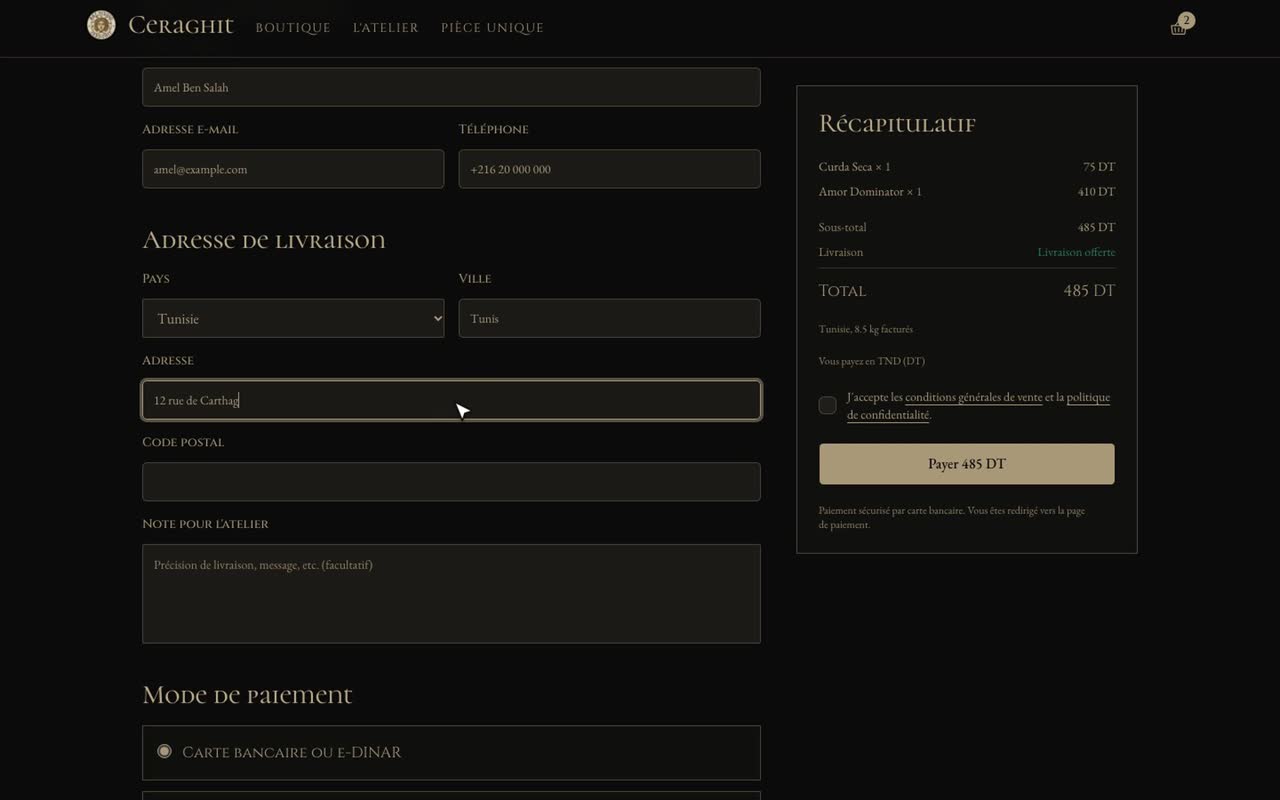 Ceraghit
BOUTIQUE
L'ATELIER
PIÈCE UNIQUE
2
Amel Ben Salah
Adresse e-mail
Téléphone
amel@example.com
+216 20 000 000
Adresse de livraison
Pays
Ville
Tunisie
Tunis
Adresse
12 rue de Carthag
Code postal
Note pour l'atelier
Précision de livraison, message, etc. (facultatif)
Mode de paiement
Carte bancaire ou e-DINAR
Récapitulatif
Curda Seca × 1 75 DT
Amor Dominator × 1 410 DT
Sous-total 485 DT
Livraison Livraison offerte
Total 485 DT
Tunisie, 8.5 kg facturés
Vous payez en TND (DT)
J'accepte les conditions générales de vente et la politique
de confidentialité.
Payer 485 DT
Paiement sécurisé par carte bancaire. Vous êtes redirigé vers la page
de paiement.